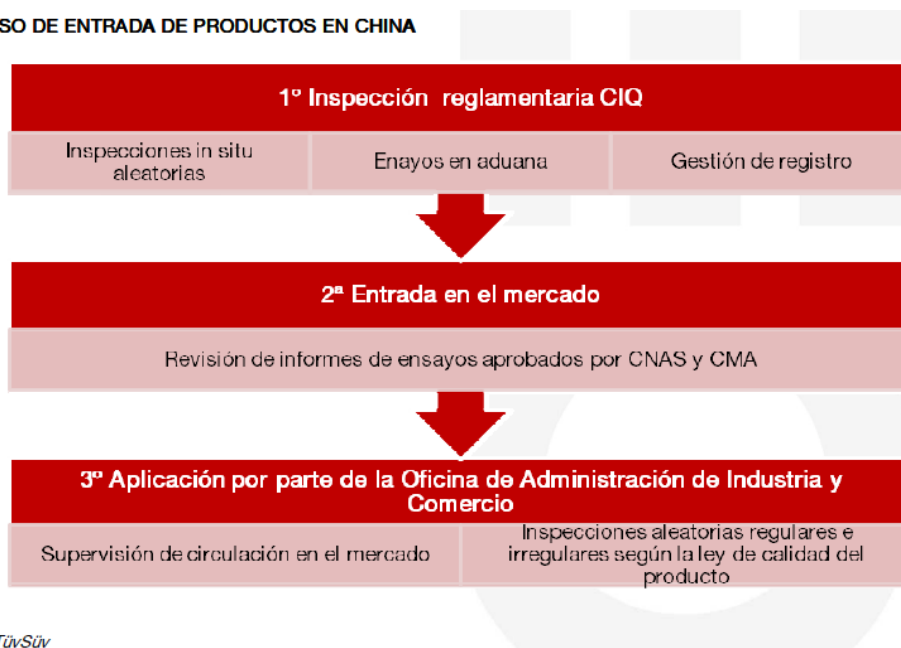 SO DE ENTRADA DE PRODUCTOS EN CHINA
1º Inspección reglamentaria CIQ
Inspecciones in situ
aleatorias
Enayos en aduana
Gestión de registro
2ª Entrada en el mercado
Revisión de informes de ensayos aprobados por CNAS y CMA
3º Aplicación por parte de la Oficina de Administración de Industria y
Comercio
Supervisión de circulación en el mercado
Inspecciones aleatorias regulares e
irregulares según la ley de calidad del
producto
TüvSüv